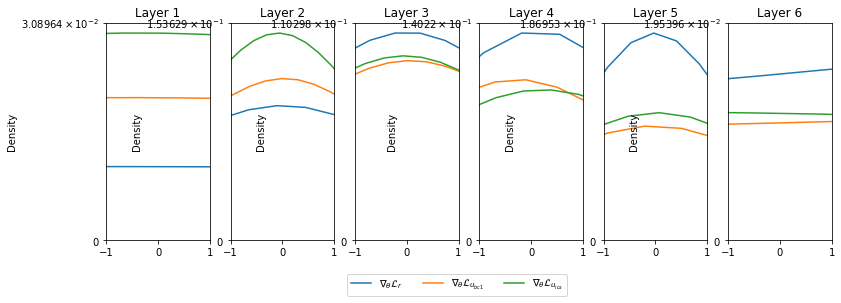 Layer 1 Layer 2 Layer 3 Layer 4 Layer 5 Layer 6
3.08964 × 10⁻² 1.53629 × 10⁻¹ 1.10298 × 10⁻¹ 1.4022 × 10⁻¹ 1.86953 × 10⁻¹ 1.95396 × 10⁻²
Density Density Density Density Density Density
0 0 0 0 0 0
−1 0 1 −1 0 1 −1 0 1 −1 0 1 −1 0 1 −1 0 1
∇θℒr ∇θℒu_bc1 ∇θℒu_ics